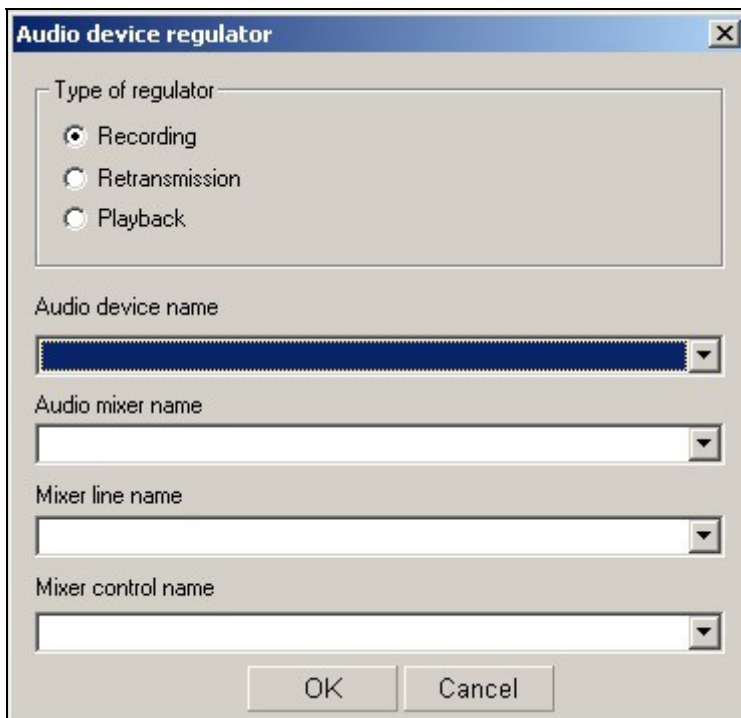 Audio device regulator
Type of regulator
Recording
Retransmission
Playback
Audio device name
Audio mixer name
Mixer line name
Mixer control name
OK Cancel